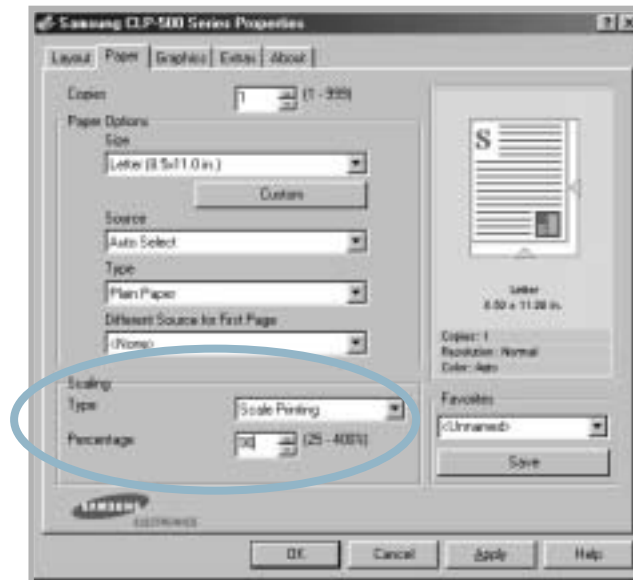 Samsung CLP-500 Series Properties
Layout Paper Graphics Extras About
Copies 1 (1 - 999)
Paper Options
Size
Letter (8.5x11.0 in.)
Custom
Source
Auto Select
Type
Plain Paper
Different Source for First Page
<None>
Scaling
Type Scale Printing
Percentage (25 - 400%)
S
Letter
8.50 x 11.00 in.
Copies: 1
Resolution: Normal
Color: Auto
Favorites
<Unnamed>
Save
ELECTRONICS
OK Cancel Apply Help